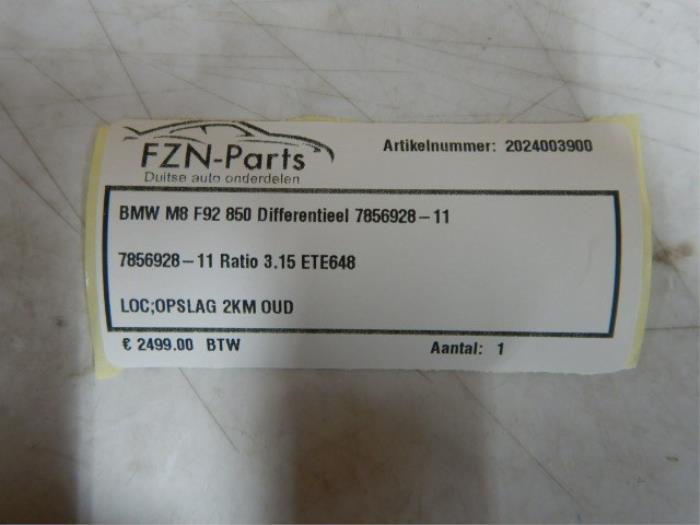 FZN-Parts
Duitse auto onderdelen
Artikelnummer: 2024003900
BMW M8 F92 850 Differentieel 7856928-11
7856928-11 Ratio 3.15 ETE648
LOC;OPSLAG 2KM OUD
€ 2499.00 BTW
Aantal: 1